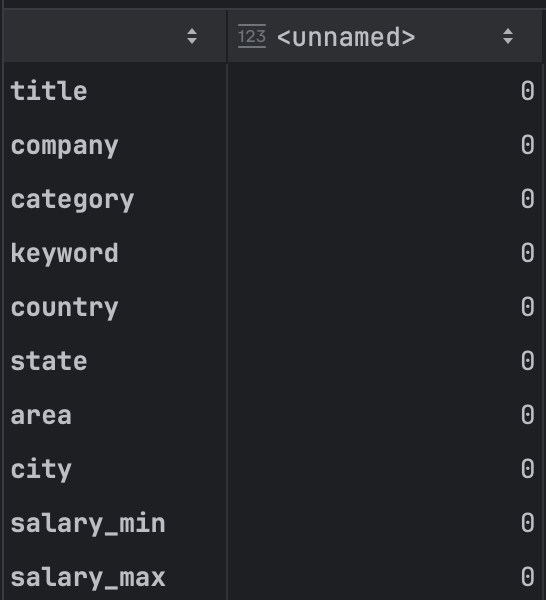 123 <unnamed>
title 0
company 0
category 0
keyword 0
country 0
state 0
area 0
city 0
salary_min 0
salary_max 0